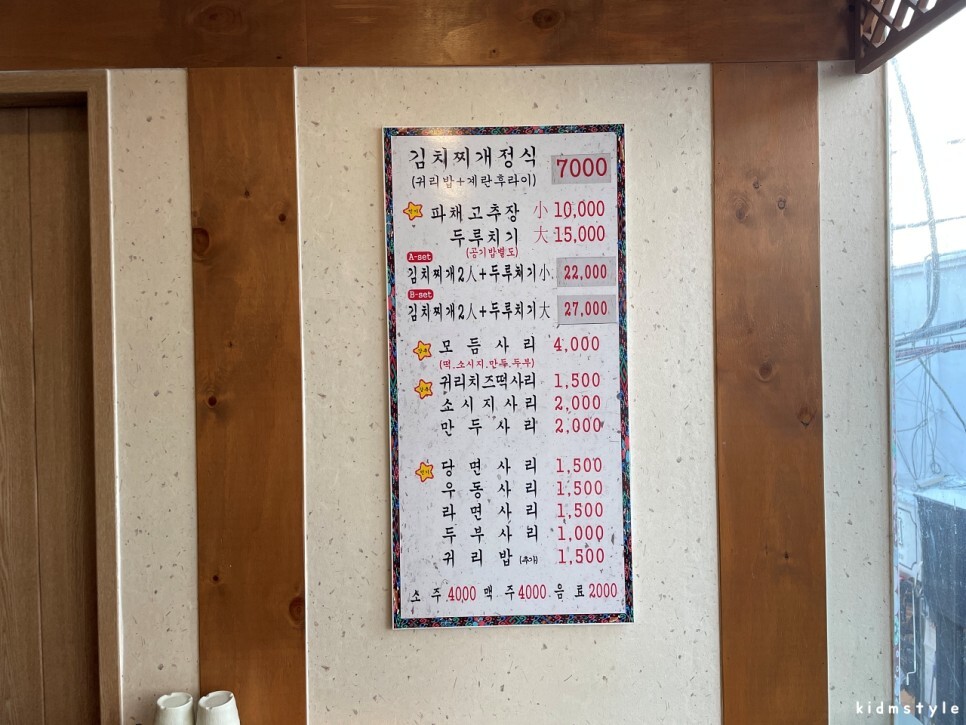 김치찌개정식 7000
(귀리밥+계란후라이)
인기 파채고추장 小 10,000
두루치기 大 15,000
(공기밥별도)
A-set
김치찌개2人+두루치기小 22,000
B-set
김치찌개2人+두루치기大 27,000
모듬사리 4,000
(떡.소시지.만두.두부)
귀리치즈떡사리 1,500
소시지사리 2,000
만두사리 2,000
인기 당면사리 1,500
우동사리 1,500
라면사리 1,500
두부사리 1,000
귀리밥(추가) 1,500
소주 4000 맥주 4000 음료 2000
kidmstyle